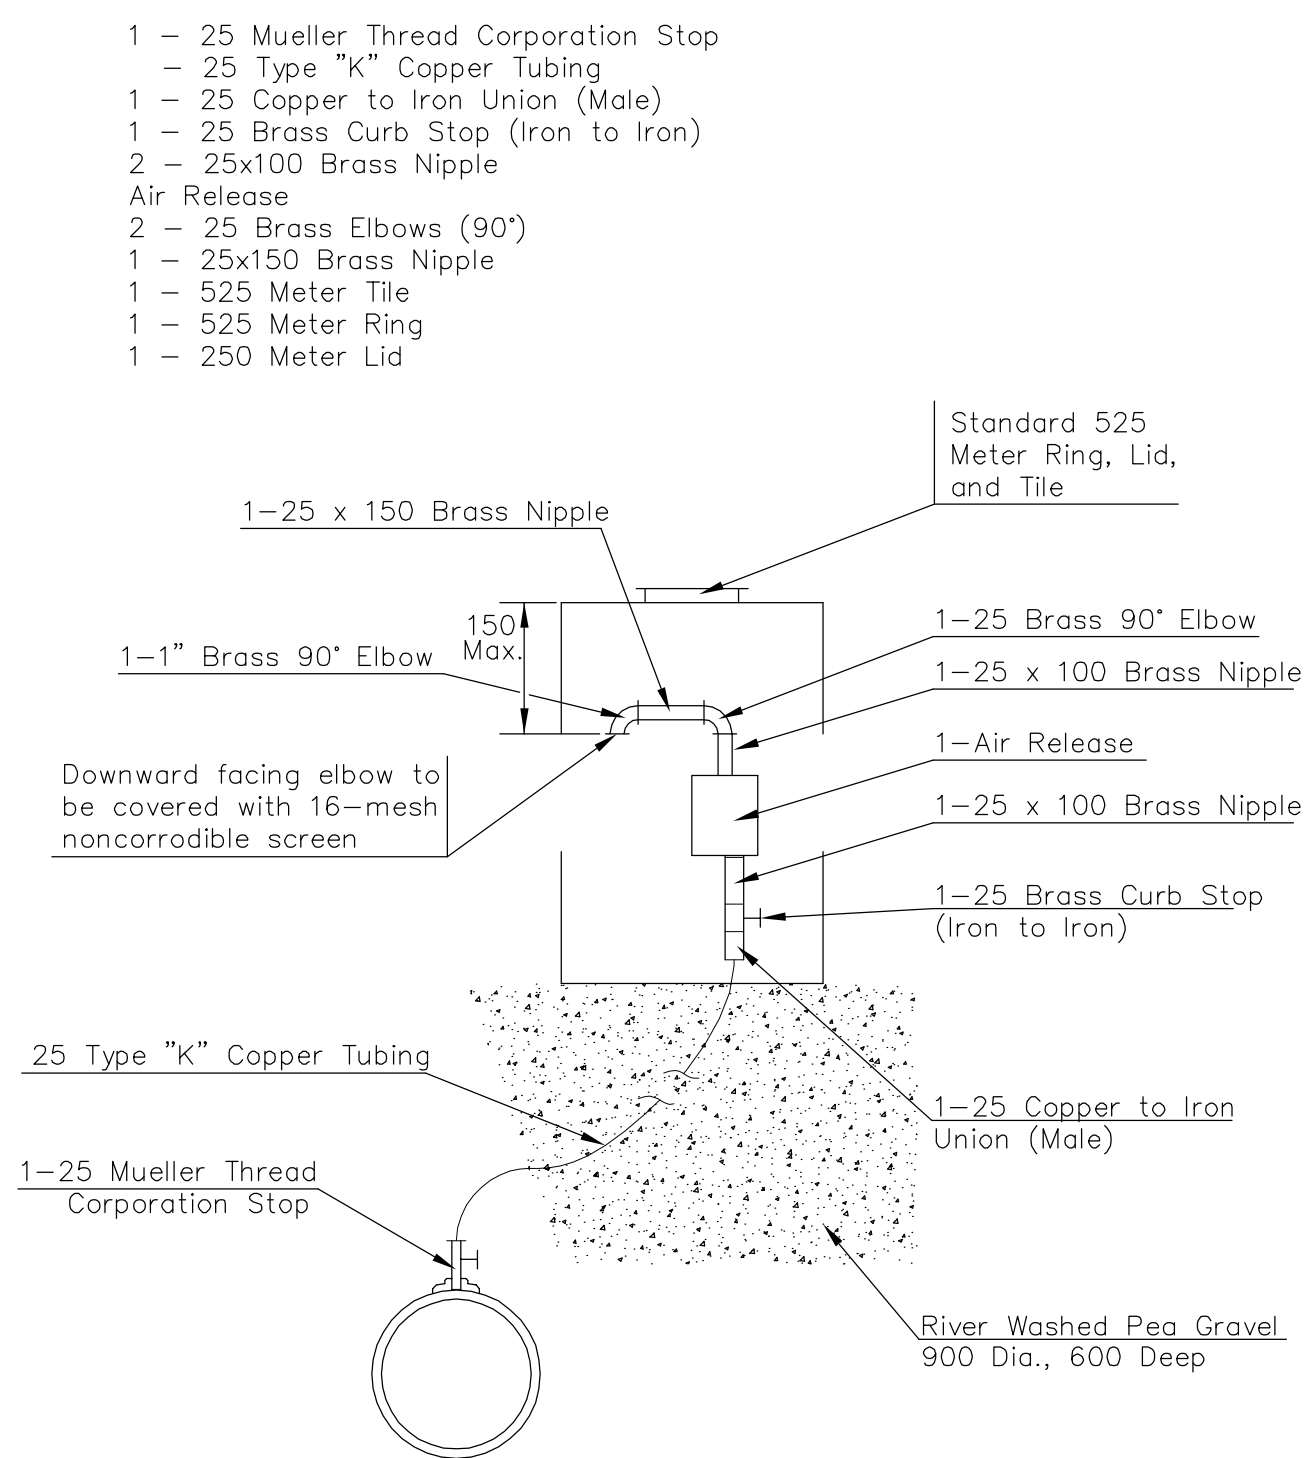 1 - 25 Mueller Thread Corporation Stop
- 25 Type "K" Copper Tubing
1 - 25 Copper to Iron Union (Male)
1 - 25 Brass Curb Stop (Iron to Iron)
2 - 25x100 Brass Nipple
Air Release
2 - 25 Brass Elbows (90°)
1 - 25x150 Brass Nipple
1 - 525 Meter Tile
1 - 525 Meter Ring
1 - 250 Meter Lid
Standard 525
Meter Ring, Lid,
and Tile
1-25 x 150 Brass Nipple
150
Max.
1-25 Brass 90° Elbow
1-1" Brass 90° Elbow
1-25 x 100 Brass Nipple
1-Air Release
Downward facing elbow to
be covered with 16-mesh
noncorrodible screen
1-25 x 100 Brass Nipple
1-25 Brass Curb Stop
(Iron to Iron)
25 Type "K" Copper Tubing
1-25 Copper to Iron
Union (Male)
1-25 Mueller Thread
Corporation Stop
River Washed Pea Gravel
900 Dia., 600 Deep